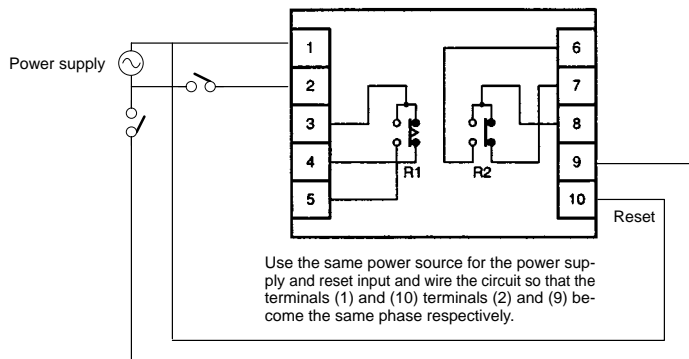 Power supply
1
2
3
4
5
6
7
8
9
10
R1
R2
Reset
Use the same power source for the power sup-
ply and reset input and wire the circuit so that the
terminals (1) and (10) terminals (2) and (9) be-
come the same phase respectively.